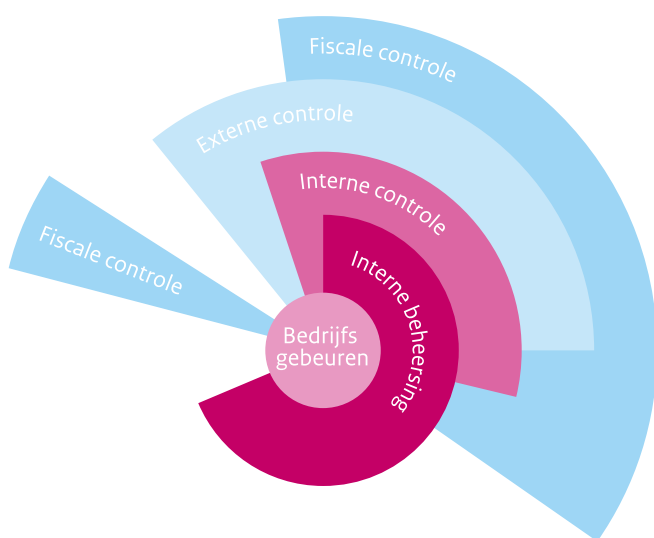 Fiscale controle
Externe controle
Interne controle
Fiscale controle
Interne beheersing
Bedrijfs
gebeuren